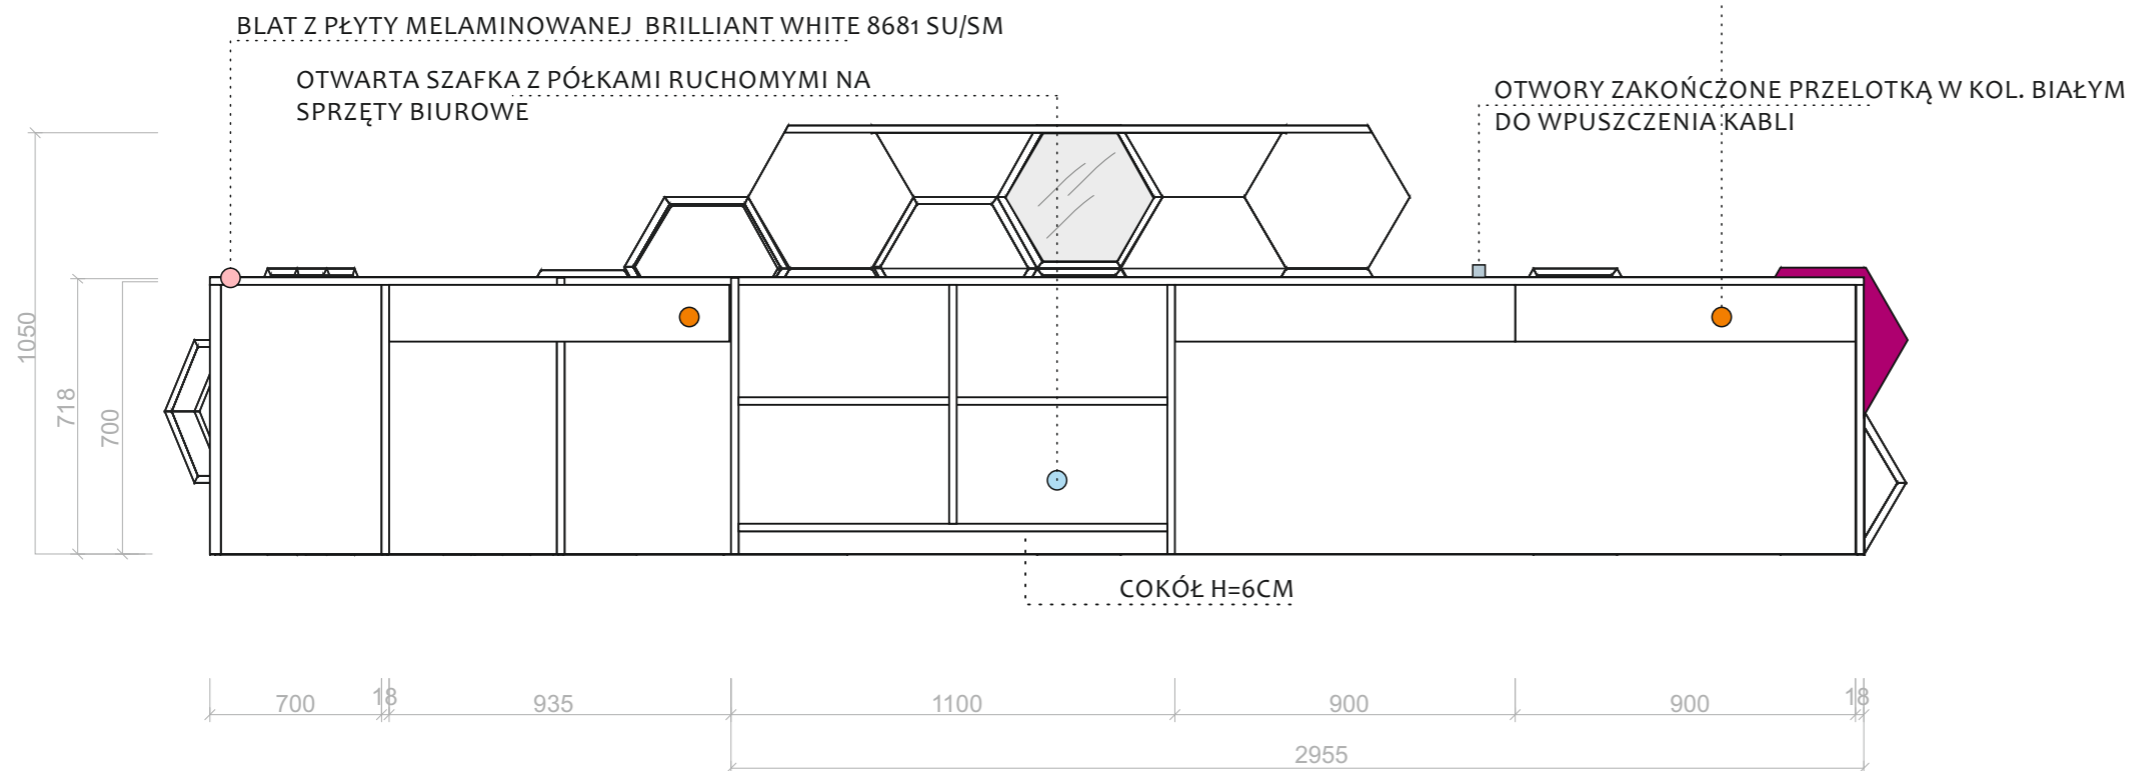 BLAT Z PŁYTY MELAMINOWANEJ BRILLIANT WHITE 8681 SU/SM
OTWARTA SZAFKA Z PÓŁKAMI RUCHOMYMI NA
SPRZĘTY BIUROWE
OTWORY ZAKOŃCZONE PRZELOTKĄ W KOL. BIAŁYM
DO WPUSZCZENIA KABLI
1050
718
700
COKÓŁ H=6CM
700
18
935
1100
900
900
18
2955